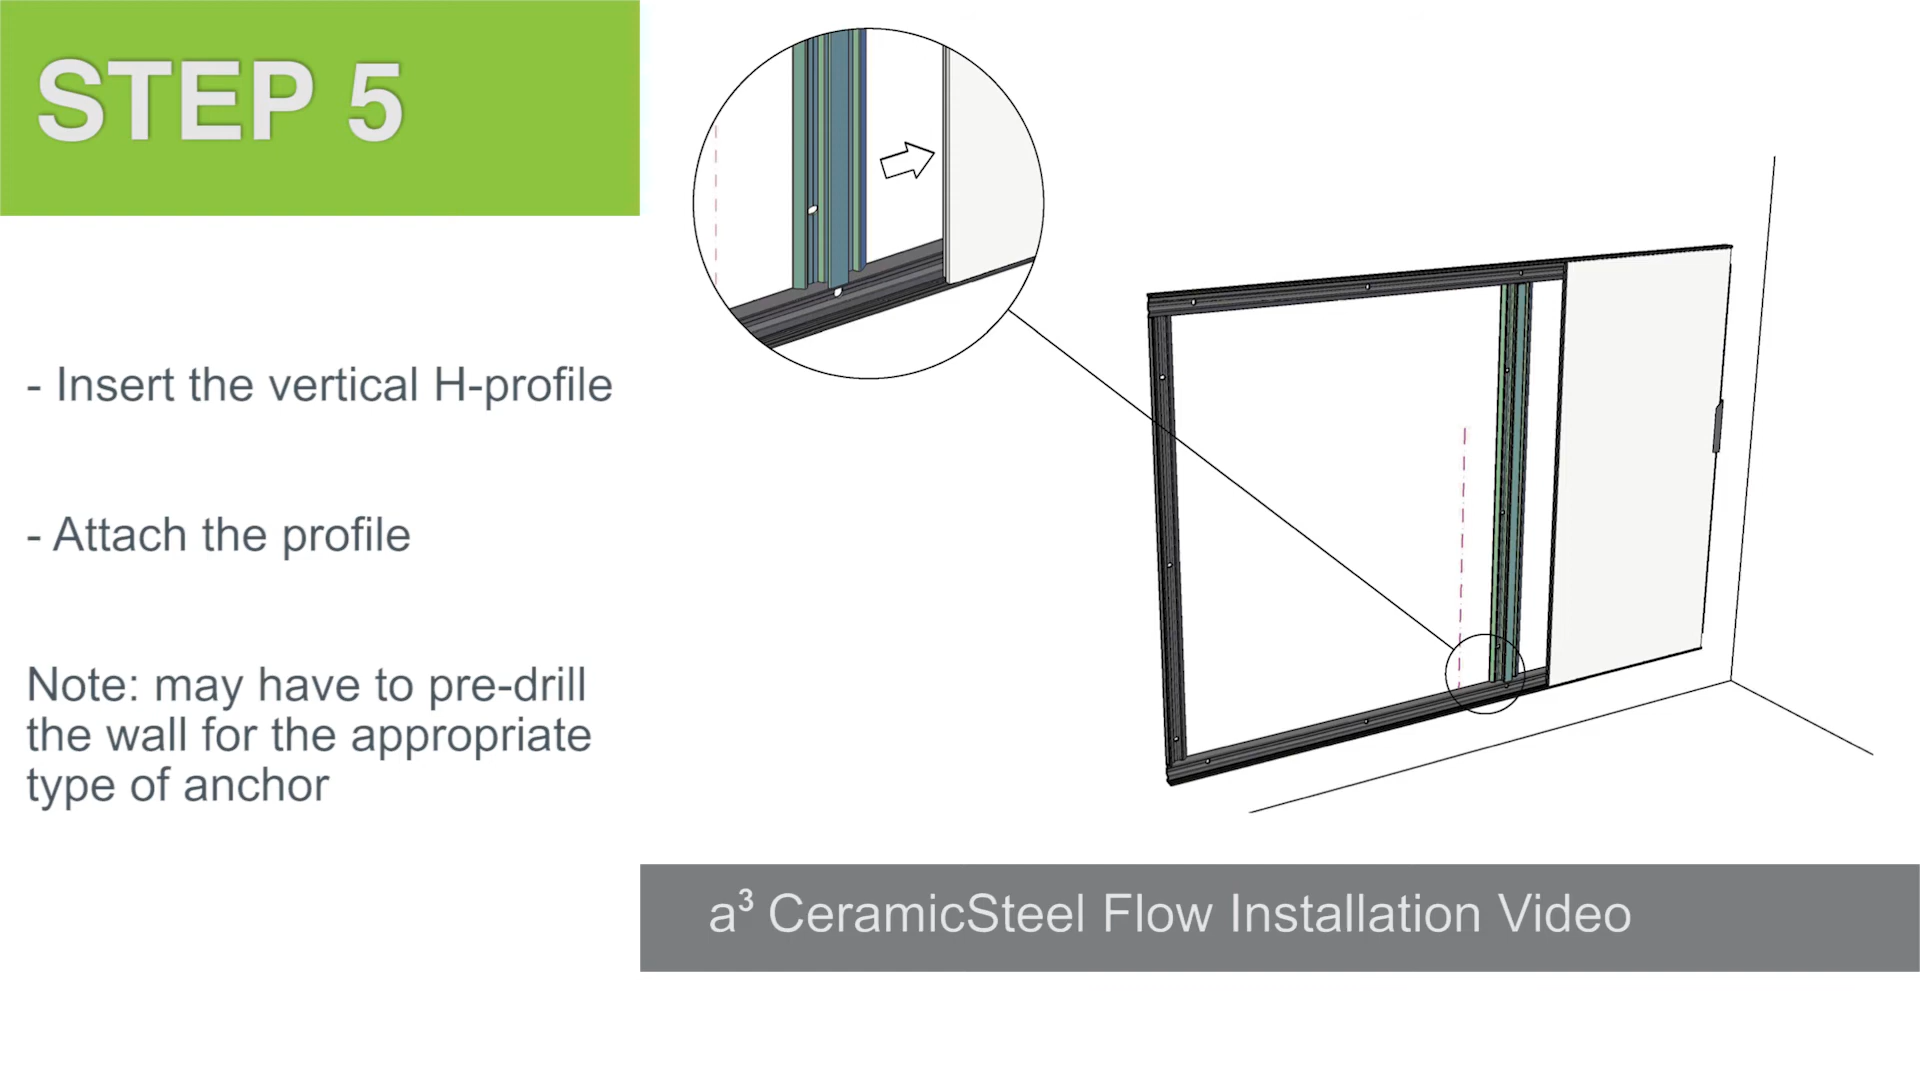 STEP 5
- Insert the vertical H-profile
- Attach the profile
Note: may have to pre-drill
the wall for the appropriate
type of anchor
a³ CeramicSteel Flow Installation Video